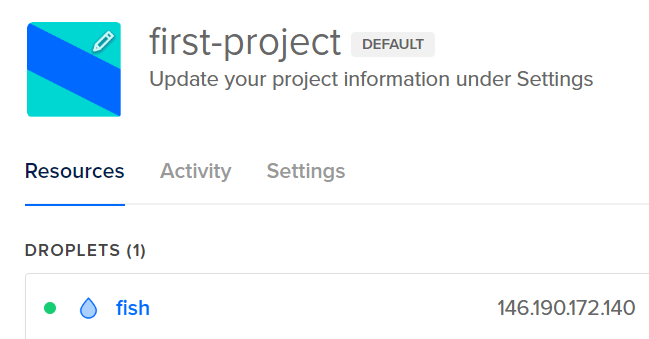 first-project DEFAULT
Update your project information under Settings
Resources Activity Settings
DROPLETS (1)
fish 146.190.172.140